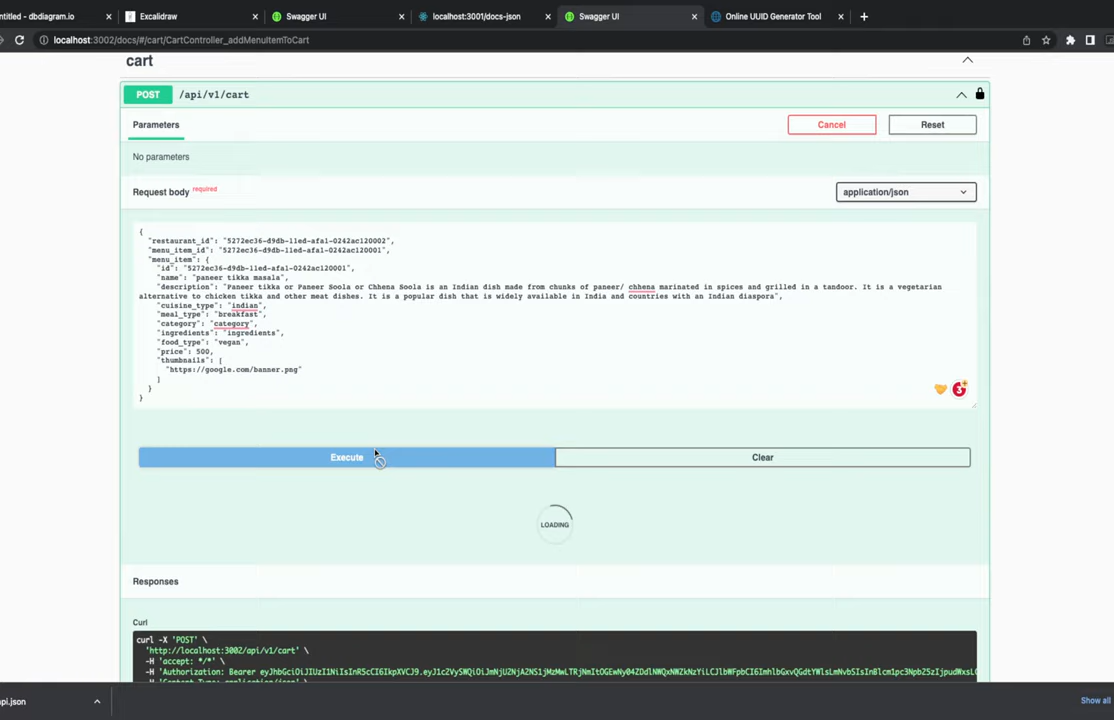 ntitled - dbdiagram.io
Excalidraw
Swagger UI
localhost:3001/docs-json
Swagger UI
Online UUID Generator Tool
localhost:3002/docs/#/cart/CartController_addMenuItemToCart
cart
POST /api/v1/cart
Parameters
Cancel
Reset
No parameters
Request body required
application/json
{
"restaurant_id": "5272ec36-d9db-11ed-afa1-0242ac120002",
"menu_item_id": "5272ec36-d9db-11ed-afa1-0242ac120001",
"menu_item": {
"id": "5272ec36-d9db-11ed-afa1-0242ac120001",
"name": "paneer tikka masala",
"description": "Paneer tikka or Paneer Soola or Chhena Soola is an Indian dish made from chunks of paneer/ chhena marinated in spices and grilled in a tandoor. It is a vegetarian
alternative to chicken tikka and other meat dishes. It is a popular dish that is widely available in India and countries with an Indian diaspora",
"cuisine_type": "indian",
"meal_type": "breakfast",
"category": "category",
"ingredients": "ingredients",
"food_type": "vegan",
"price": 500,
"thumbnails": [
"https://google.com/banner.png"
]
}
}
Execute
Clear
LOADING
Responses
Curl
curl -X 'POST' \
'http://localhost:3002/api/v1/cart' \
-H 'accept: */*' \
-H 'Authorization: Bearer
api.json
Show all